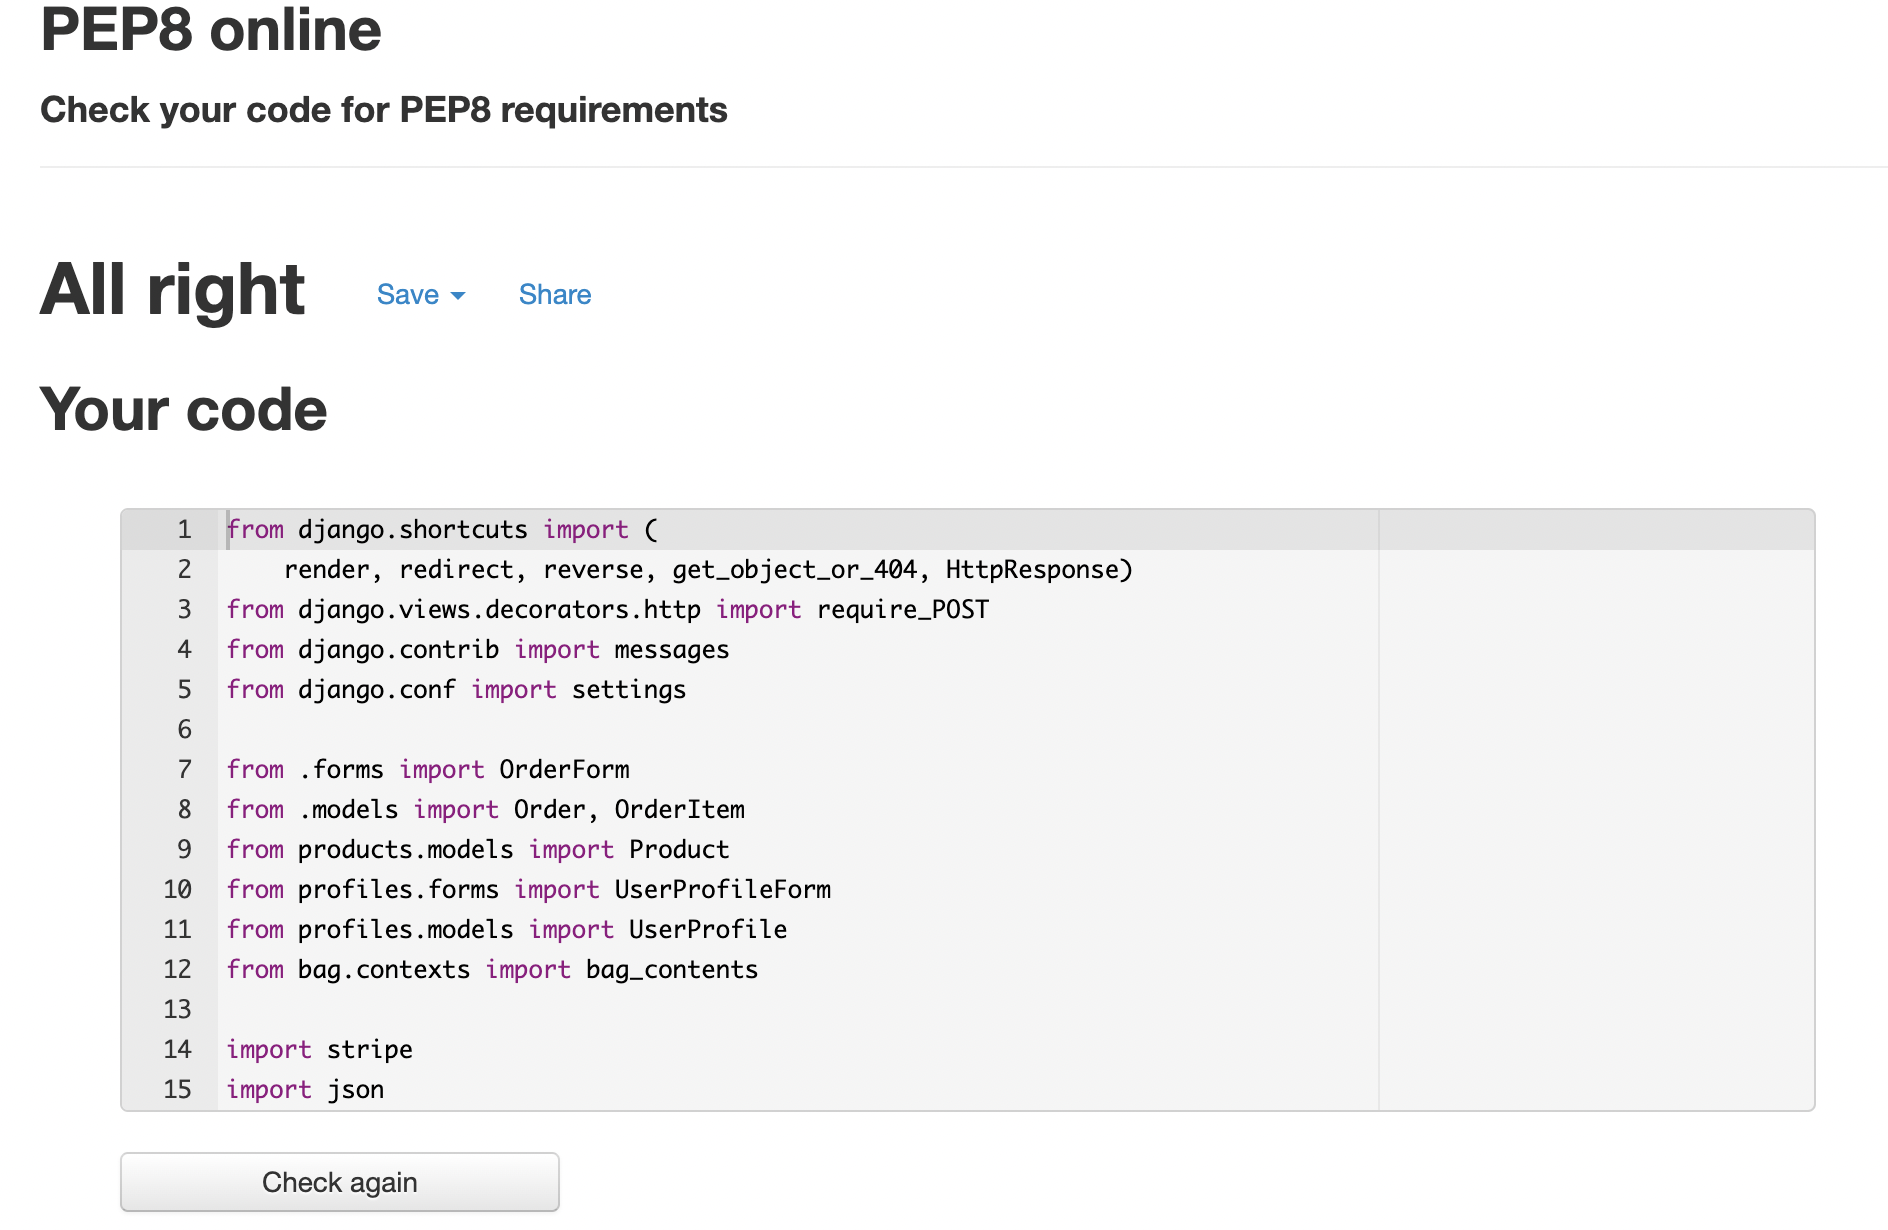 PEP8 online
Check your code for PEP8 requirements
All right Save Share
Your code
1 from django.shortcuts import (
2     render, redirect, reverse, get_object_or_404, HttpResponse)
3 from django.views.decorators.http import require_POST
4 from django.contrib import messages
5 from django.conf import settings
6
7 from .forms import OrderForm
8 from .models import Order, OrderItem
9 from products.models import Product
10 from profiles.forms import UserProfileForm
11 from profiles.models import UserProfile
12 from bag.contexts import bag_contents
13
14 import stripe
15 import json
Check again